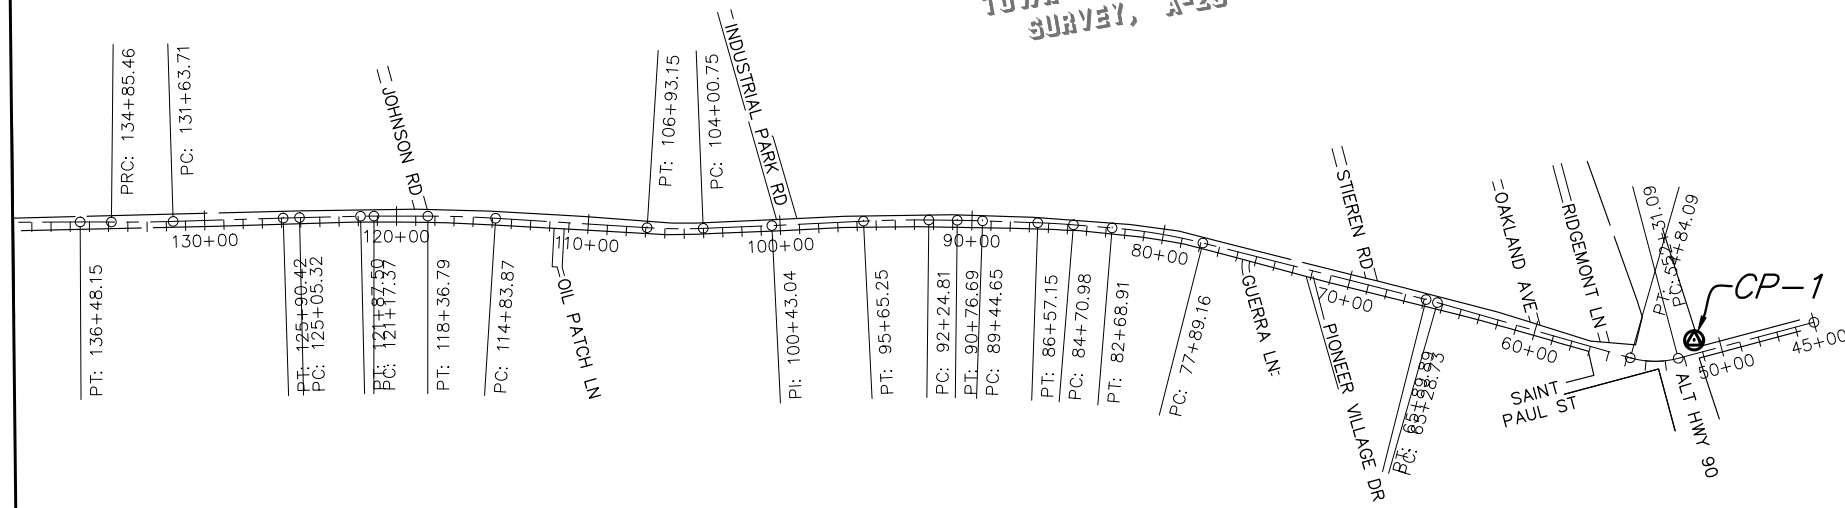 SURVEY, A-
PRC: 134+85.46
PC: 131+63.71
JOHNSON RD
PT: 106+93.15
PC: 104+00.75
INDUSTRIAL PARK RD
STIEREN RD
OAKLAND AVE
RIDGEMONT LN
PC: 54+84.09
CP-1
130+00
120+00
110+00
100+00
90+00
80+00
70+00
60+00
50+00
45+00
PT: 136+48.15
PT: 125+90.42
PC: 125+05.32
PT: 121+87.50
PC: 121+17.37
PT: 118+36.79
PC: 114+83.87
OIL PATCH LN
PI: 100+43.04
PT: 95+65.25
PC: 92+24.81
PT: 90+76.69
PC: 89+44.65
PT: 86+57.15
PC: 84+70.98
PT: 82+68.91
PC: 77+89.16
GUERRA LN
PIONEER VILLAGE DR
PC: 65+28.73
SAINT
PAUL ST
ALT HWY 90